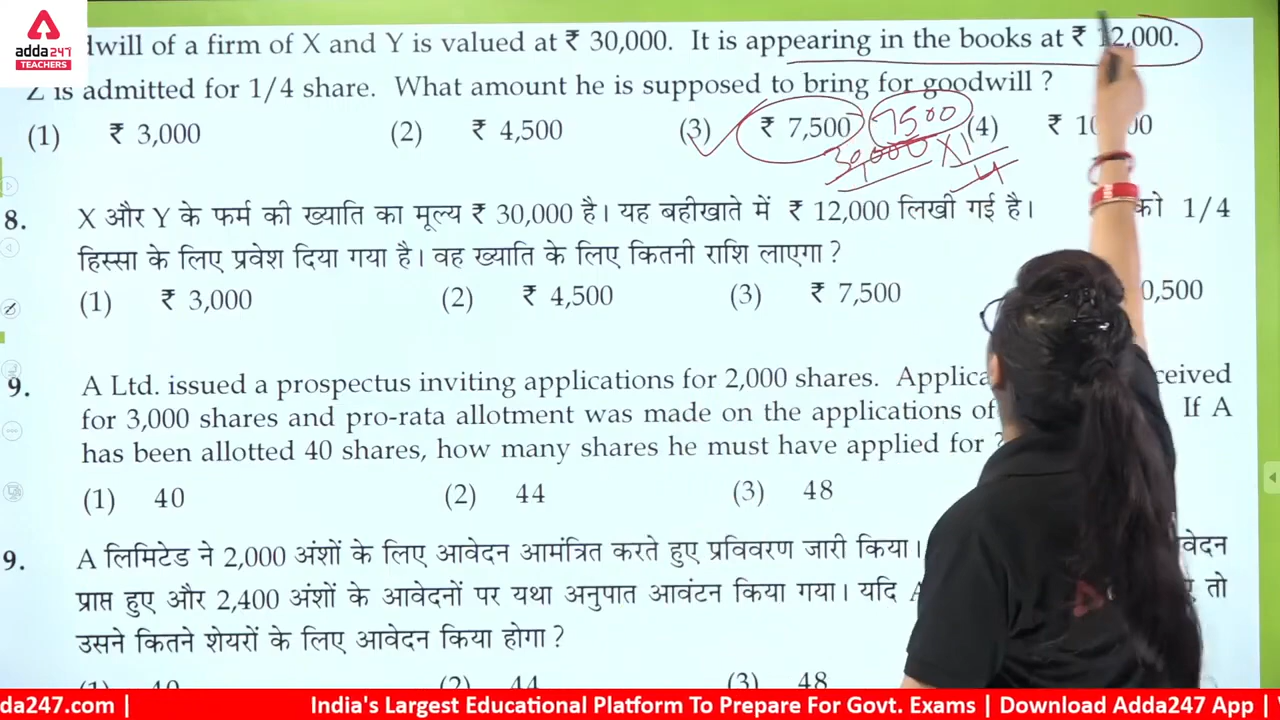 adda247
TEACHERS
dwill of a firm of X and Y is valued at ₹ 30,000. It is appearing in the books at ₹ 12,000.
Z is admitted for 1/4 share. What amount he is supposed to bring for goodwill ?
(1) ₹ 3,000 (2) ₹ 4,500 (3) ₹ 7,500 7500 (4) ₹
30,000 X 1
4
8. X और Y के फर्म की ख्याति का मूल्य ₹ 30,000 है। यह बहीखाते में ₹ 12,000 लिखी गई है। को 1/4
हिस्सा के लिए प्रवेश दिया गया है। वह ख्याति के लिए कितनी राशि लाएगा ?
(1) ₹ 3,000 (2) ₹ 4,500 (3) ₹ 7,500 0,500
9. A Ltd. issued a prospectus inviting applications for 2,000 shares. Applica ceived
for 3,000 shares and pro-rata allotment was made on the applications of If A
has been allotted 40 shares, how many shares he must have applied for ?
(1) 40 (2) 44 (3) 48
9. A लिमिटेड ने 2,000 अंशों के लिए आवेदन आमंत्रित करते हुए प्रविवरण जारी किया। वेदन
प्राप्त हुए और 2,400 अंशों के आवेदनों पर यथा अनुपात आवंटन किया गया। यदि A तो
उसने कितने शेयरों के लिए आवेदन किया होगा ?
(1) 40 (2) 44 (3) 48
da247.com | India's Largest Educational Platform To Prepare For Govt. Exams | Download Adda247 App |